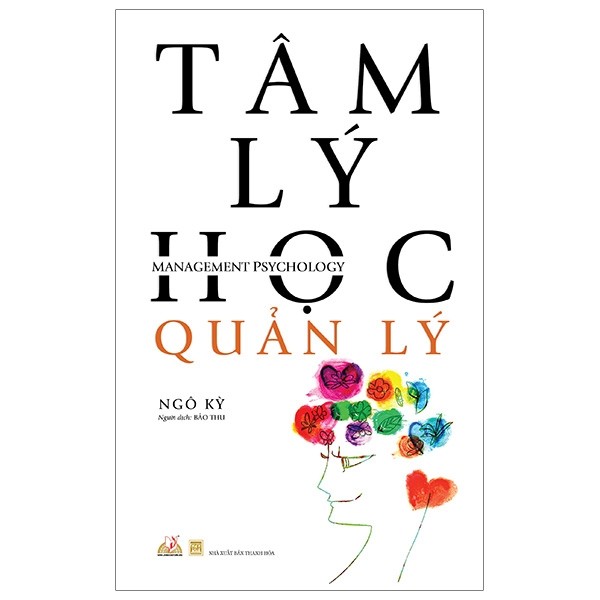 TÂM
LÝ
HỌC
MANAGEMENT PSYCHOLOGY
QUẢN LÝ
NGÔ KỲ
Người dịch: BẢO THU
NHÀ XUẤT BẢN THANH HÓA